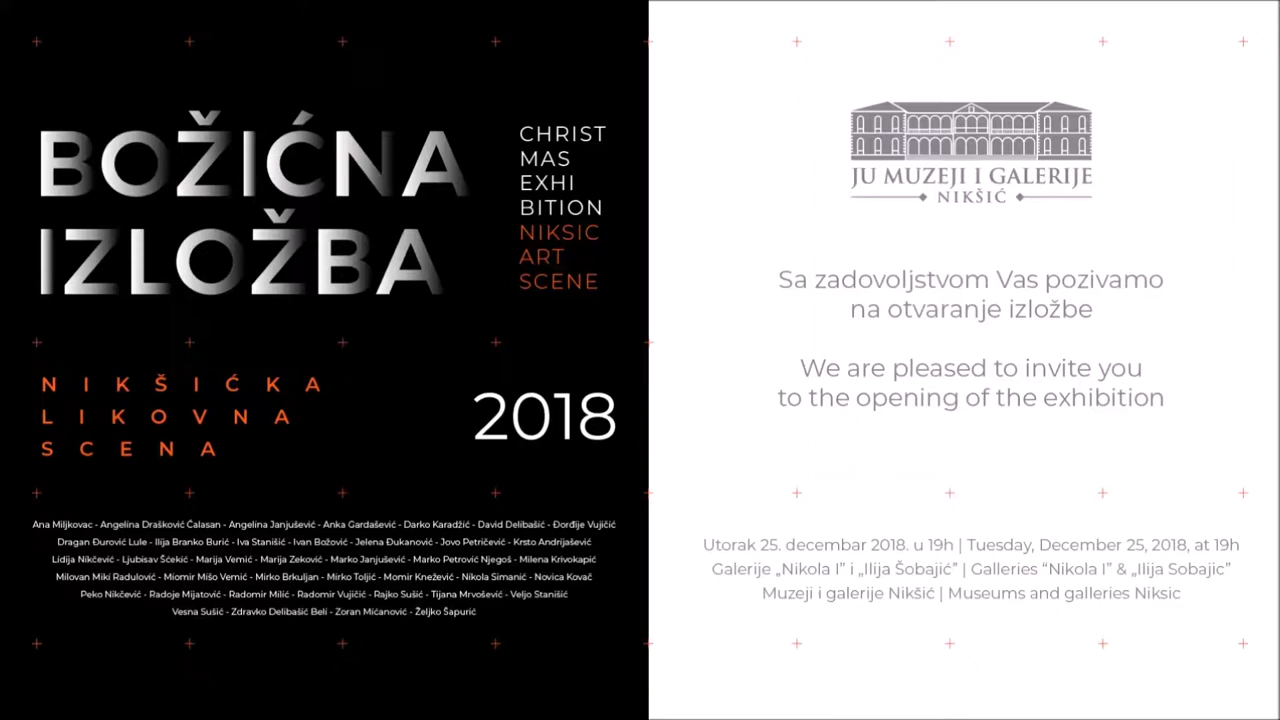 BOŽIĆNA
IZLOŽBA
CHRIST
MAS
EXHI
BITION
NIKSIC
ART
SCENE
NIKŠIĆKA
LIKOVNA
SCENA
2018
Ana Miljkovac - Angelina Drašković Ćalasan - Angelina Janjušević - Anka Gardašević - Darko Karadžić - David Delibašić - Đorđije Vujičić
Dragan Đurović Lule - Ilija Branko Burić - Iva Stanišić - Ivan Božović - Jelena Đukanović - Jovo Petričević - Krsto Andrijašević
Lidija Nikčević - Ljubisav Šćekić - Marija Vemić - Marija Zeković - Marko Janjušević - Marko Petrović Njegoš - Milena Krivokapić
Milovan Miki Radulović - Miomir Mišo Vemić - Mirko Brkuljan - Mirko Toljić - Momir Knežević - Nikola Simanić - Novica Kovač
Peko Nikčević - Radoje Mijatović - Radomir Milić - Radomir Vujičić - Rajko Sušić - Tijana Mrvošević - Veljo Stanišić
Vesna Sušić - Zdravko Delibašić Beli - Zoran Mićanović - Željko Šapurić
JU MUZEJI I GALERIJE
NIKŠIĆ
Sa zadovoljstvom Vas pozivamo
na otvaranje izložbe
We are pleased to invite you
to the opening of the exhibition
Utorak 25. decembar 2018. u 19h | Tuesday, December 25, 2018, at 19h
Galerije „Nikola I” i „Ilija Šobajić” | Galleries “Nikola I” & „Ilija Sobajic”
Muzeji i galerije Nikšić | Museums and galleries Niksic